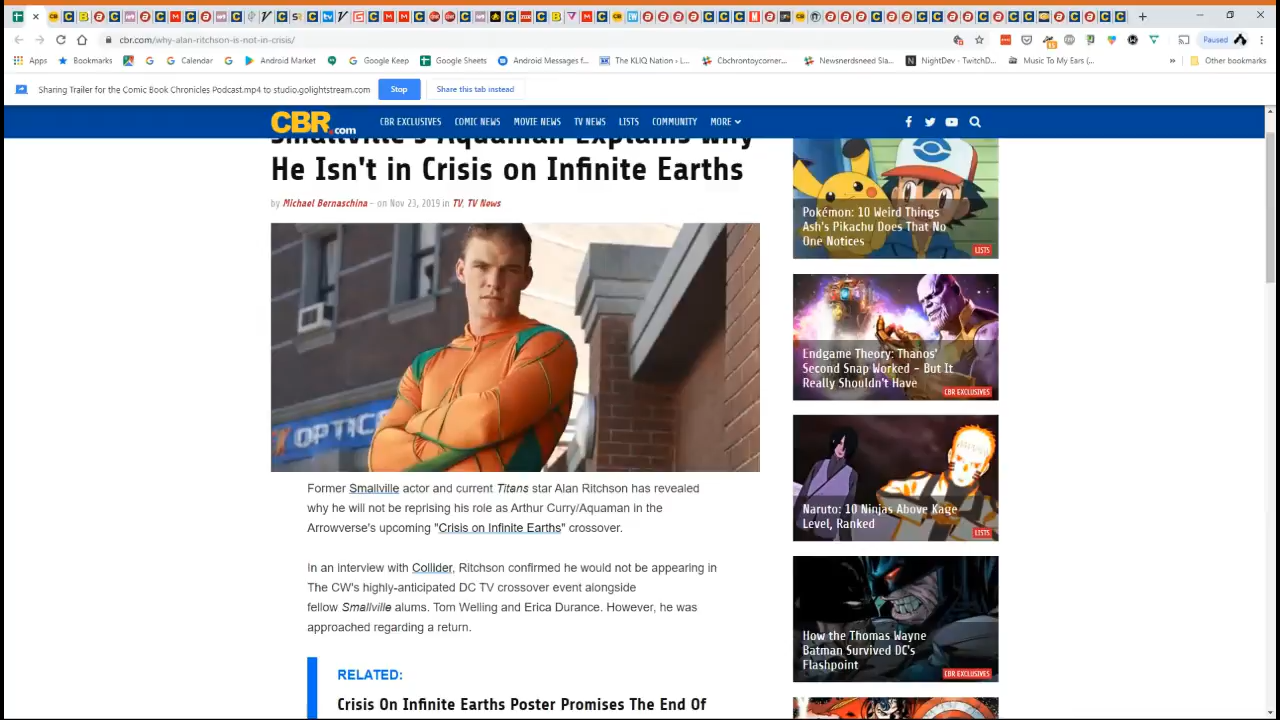 cbr.com/why-alan-ritchson-is-not-in-crisis/
Paused
Apps
Bookmarks
Calendar
Android Market
Google Keep
Google Sheets
Android Messages f...
The KLIQ Nation › L...
Cbchrontoycorner...
Newsnerdsneed Sla...
NightDev - TwitchD...
Music To My Ears (...
»
Other bookmarks
Sharing Trailer for the Comic Book Chronicles Podcast.mp4 to studio.golightstream.com
Stop
Share this tab instead
CBR.com
CBR EXCLUSIVES
COMIC NEWS
MOVIE NEWS
TV NEWS
LISTS
COMMUNITY
MORE
Smallville's Aquaman Explains Why
He Isn't in Crisis on Infinite Earths
by Michael Bernaschina – on Nov 23, 2019 in TV, TV News
OPTIC
Former Smallville actor and current Titans star Alan Ritchson has revealed
why he will not be reprising his role as Arthur Curry/Aquaman in the
Arrowverse's upcoming "Crisis on Infinite Earths" crossover.
In an interview with Collider, Ritchson confirmed he would not be appearing in
The CW's highly-anticipated DC TV crossover event alongside
fellow Smallville alums. Tom Welling and Erica Durance. However, he was
approached regarding a return.
RELATED:
Crisis On Infinite Earths Poster Promises The End Of
Pokémon: 10 Weird Things
Ash's Pikachu Does That No
One Notices
LISTS
Endgame Theory: Thanos'
Second Snap Worked – But It
Really Shouldn't Have
CBR EXCLUSIVES
Naruto: 10 Ninjas Above Kage
Level, Ranked
LISTS
How the Thomas Wayne
Batman Survived DC's
Flashpoint
CBR EXCLUSIVES